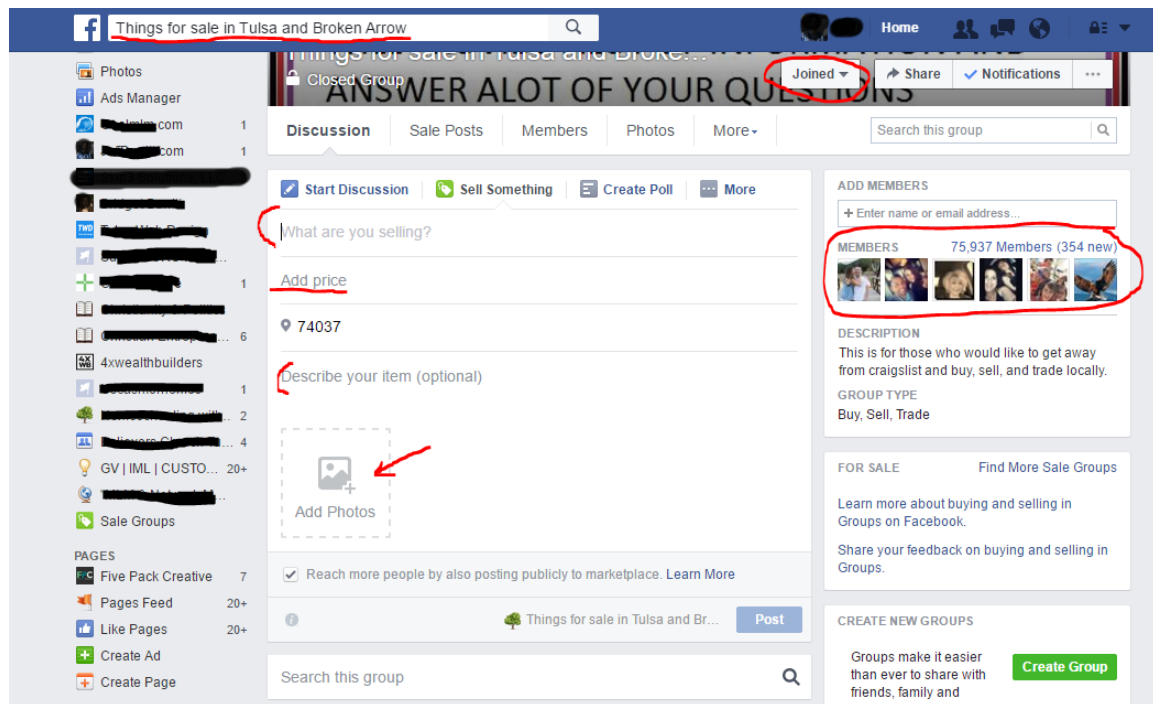 Things for sale in Tulsa and Broken Arrow
Home
Photos
Ads Manager
.com 1
.com 1
1
6
4xwealthbuilders
1
2
4
GV | IML | CUSTO... 20+
Sale Groups
PAGES
Five Pack Creative 7
Pages Feed 20+
Like Pages 20+
Create Ad
Create Page
Things for sale in Tulsa and Broke...
Closed Group
ANSWER ALOT OF YOUR QUESTIONS
Joined
Share
Notifications
Discussion Sale Posts Members Photos More
Search this group
Start Discussion Sell Something Create Poll More
What are you selling?
Add price
74037
Describe your item (optional)
Add Photos
Reach more people by also posting publicly to marketplace. Learn More
Things for sale in Tulsa and Br... Post
Search this group
ADD MEMBERS
+ Enter name or email address...
MEMBERS 75,937 Members (354 new)
DESCRIPTION
This is for those who would like to get away
from craigslist and buy, sell, and trade locally.
GROUP TYPE
Buy, Sell, Trade
FOR SALE Find More Sale Groups
Learn more about buying and selling in
Groups on Facebook.
Share your feedback on buying and selling in
Groups.
CREATE NEW GROUPS
Groups make it easier
than ever to share with
friends, family and
Create Group